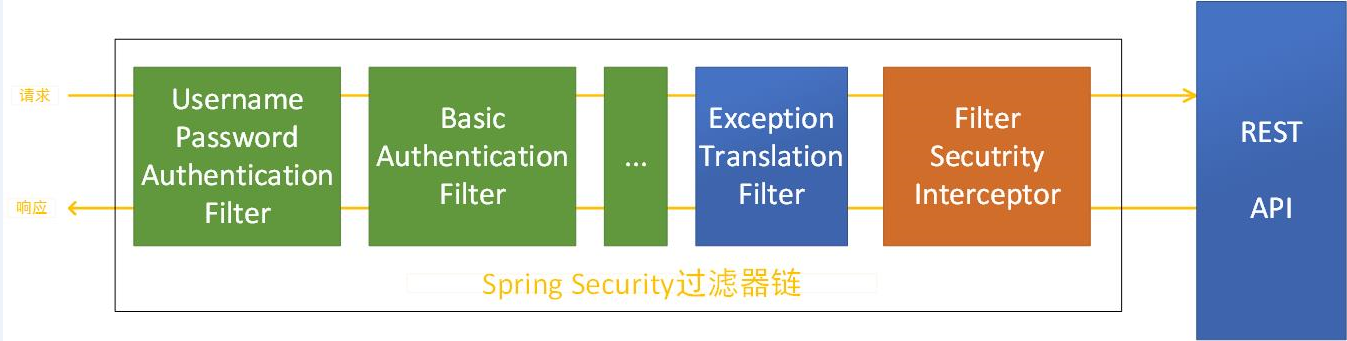 请求
响应
Username
Password
Authentication
Filter
Basic
Authentication
Filter
...
Exception
Translation
Filter
Filter
Secutrity
Interceptor
REST
API
Spring Security过滤器链